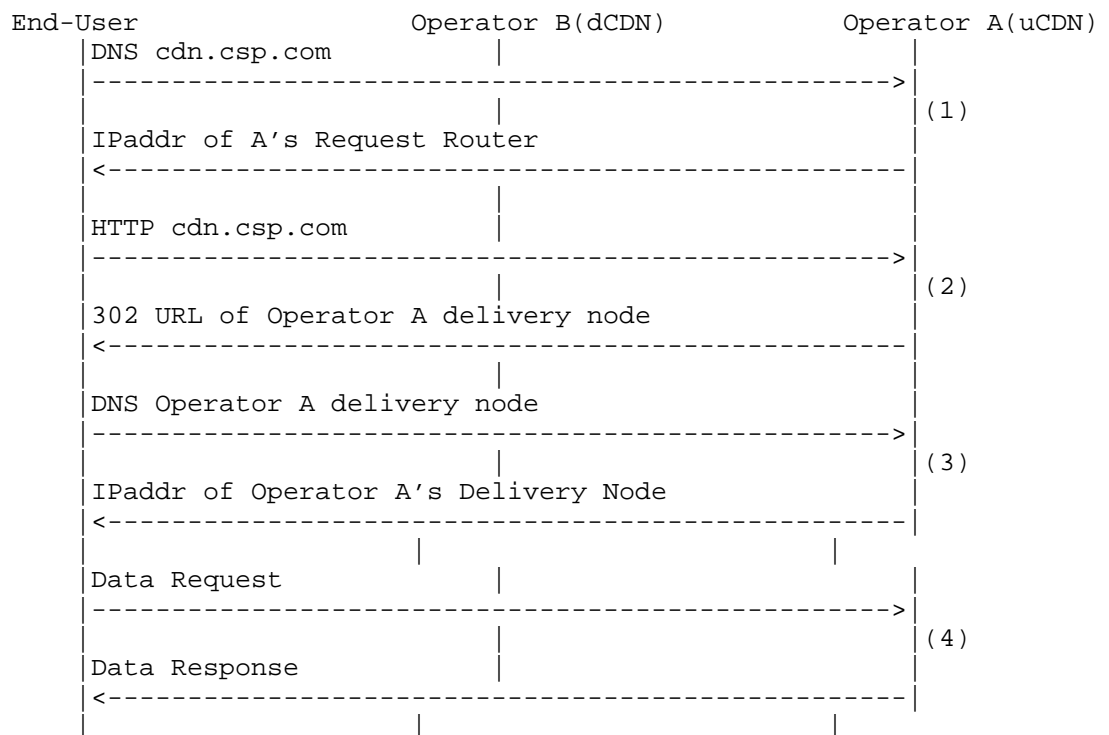 End-User Operator B(dCDN) Operator A(uCDN)
DNS cdn.csp.com
(1)
IPaddr of A's Request Router
HTTP cdn.csp.com
(2)
302 URL of Operator A delivery node
DNS Operator A delivery node
(3)
IPaddr of Operator A's Delivery Node
Data Request
(4)
Data Response